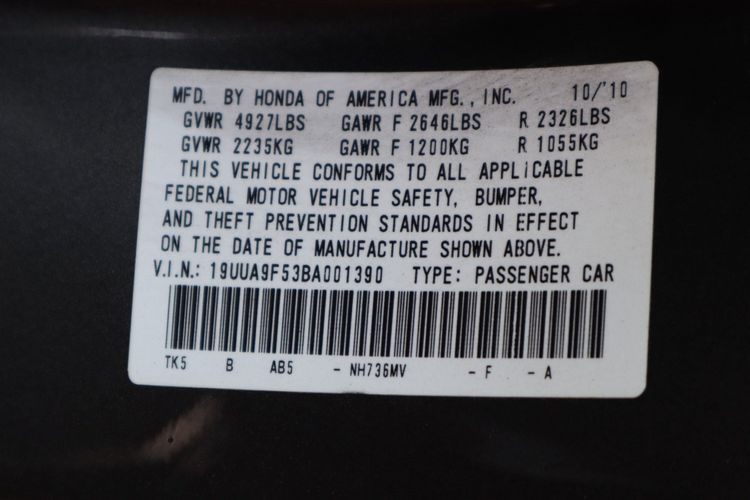 MFD. BY HONDA OF AMERICA MFG., INC. 10/'10
GVWR 4927LBS GAWR F 2646LBS R 2326LBS
GVWR 2235KG GAWR F 1200KG R 1055KG
THIS VEHICLE CONFORMS TO ALL APPLICABLE
FEDERAL MOTOR VEHICLE SAFETY, BUMPER,
AND THEFT PREVENTION STANDARDS IN EFFECT
ON THE DATE OF MANUFACTURE SHOWN ABOVE.
V.I.N.: 19UUA9F53BA001390 TYPE: PASSENGER CAR
TK5 B AB5 - NH736MV - F - A